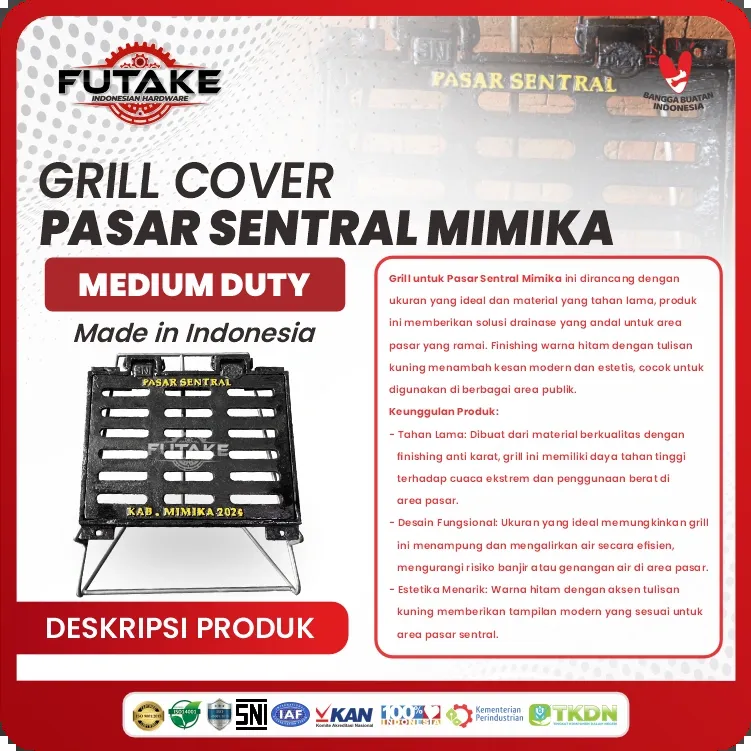 FUTAKE
INDONESIAN HARDWARE
PASAR SENTRAL
BANGGA BUATAN
INDONESIA
GRILL COVER
PASAR SENTRAL MIMIKA
MEDIUM DUTY
Made in Indonesia
PASAR SENTRAL
FUTAKE
KAB. MIMIKA 2024
DESKRIPSI PRODUK
Grill untuk Pasar Sentral Mimika ini dirancang dengan
ukuran yang ideal dan material yang tahan lama, produk
ini memberikan solusi drainase yang andal untuk area
pasar yang ramai. Finishing warna hitam dengan tulisan
kuning menambah kesan modern dan estetis, cocok untuk
digunakan di berbagai area publik.
Keunggulan Produk:
- Tahan Lama: Dibuat dari material berkualitas dengan
finishing anti karat, grill ini memiliki daya tahan tinggi
terhadap cuaca ekstrem dan penggunaan berat di
area pasar.
- Desain Fungsional: Ukuran yang ideal memungkinkan grill
ini menampung dan mengalirkan air secara efisien,
mengurangi risiko banjir atau genangan air di area pasar.
- Estetika Menarik: Warna hitam dengan aksen tulisan
kuning memberikan tampilan modern yang sesuai untuk
area pasar sentral.
SNI
IAF
KAN
Komite Akreditasi Nasional
100%
INDONESIA
Kementerian
Perindustrian
TKDN